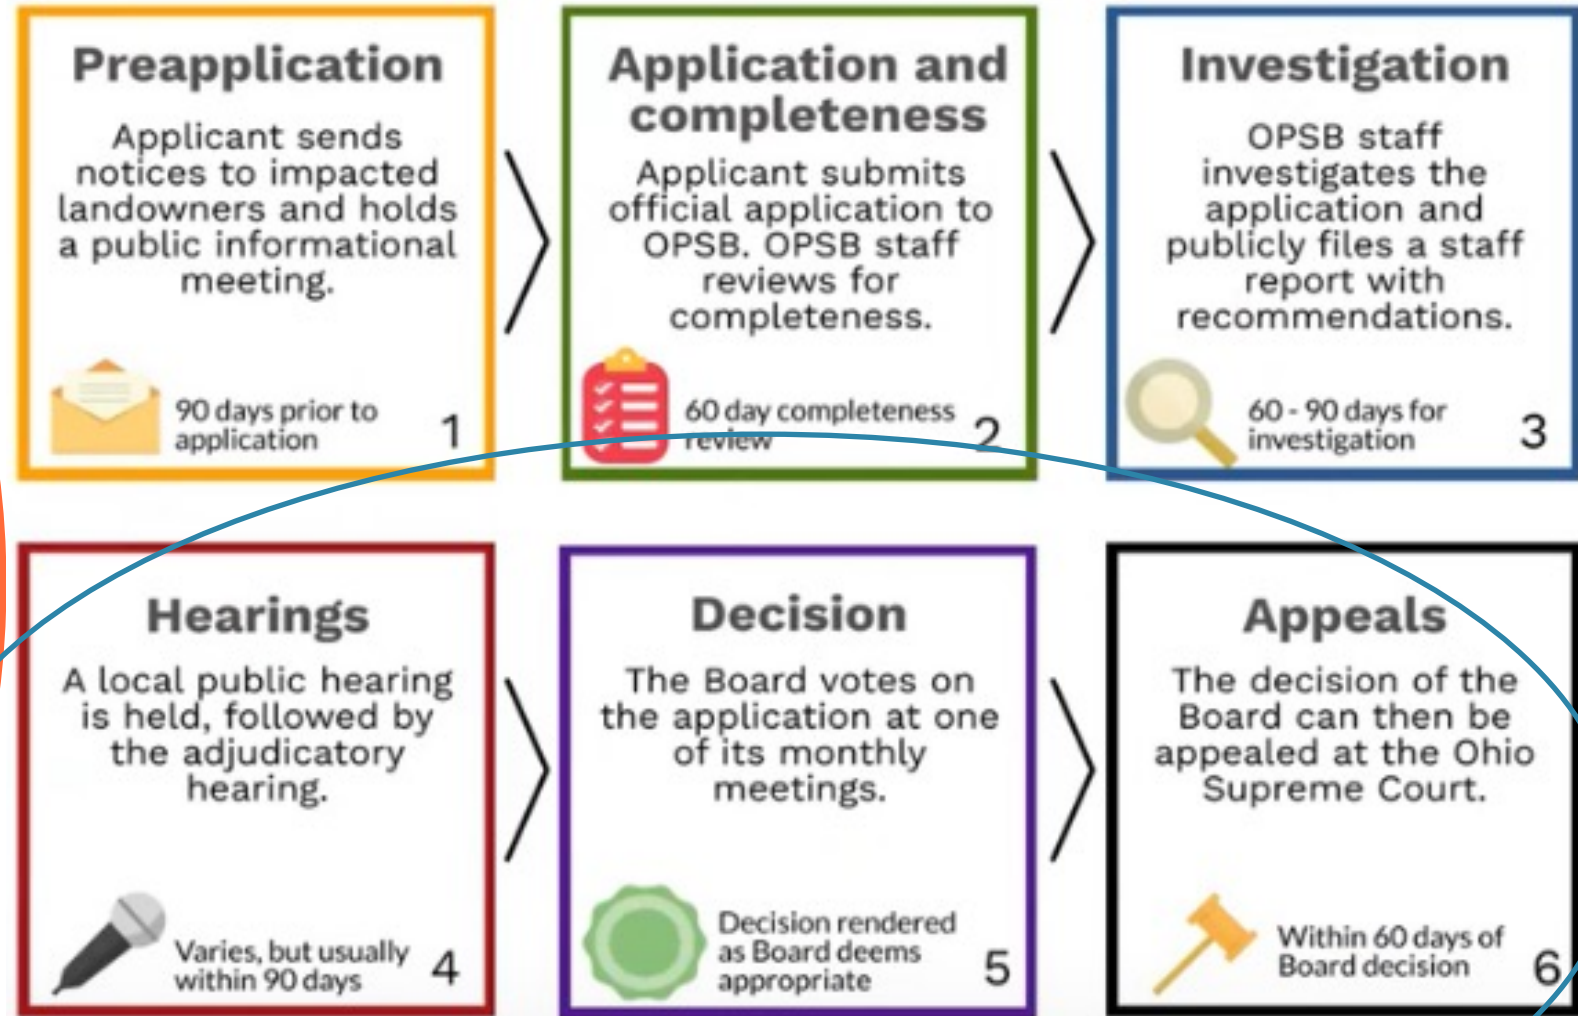 Preapplication
Applicant sends
notices to impacted
landowners and holds
a public informational
meeting.
90 days prior to
application
1
Application and
completeness
Applicant submits
official application to
OPSB. OPSB staff
reviews for
completeness.
60 day completeness
review
2
Investigation
OPSB staff
investigates the
application and
publicly files a staff
report with
recommendations.
60 - 90 days for
investigation
3
Hearings
A local public hearing
is held, followed by
the adjudicatory
hearing.
Varies, but usually
within 90 days
4
Decision
The Board votes on
the application at one
of its monthly
meetings.
Decision rendered
as Board deems
appropriate
5
Appeals
The decision of the
Board can then be
appealed at the Ohio
Supreme Court.
Within 60 days of
Board decision
6